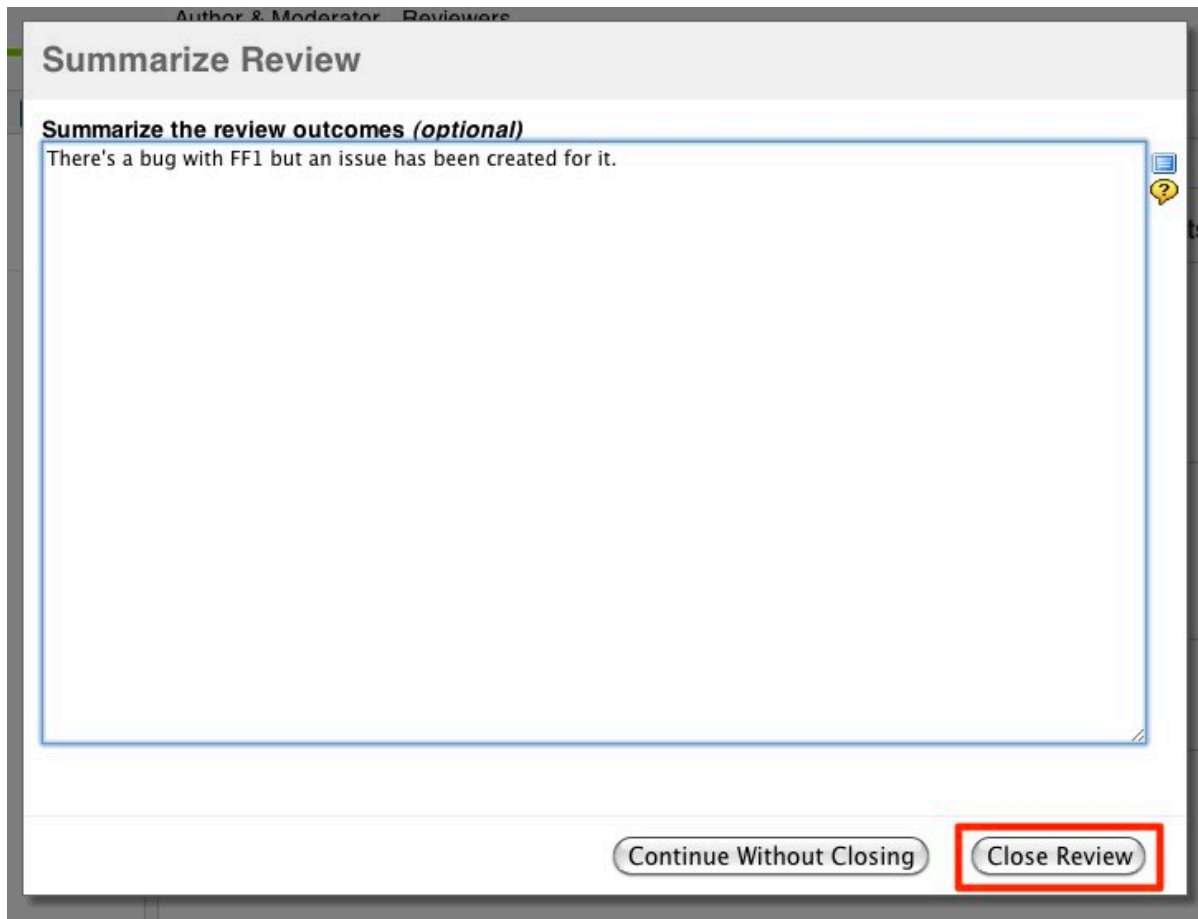 Author & Moderator Reviewers
Summarize Review
Summarize the review outcomes (optional)
There's a bug with FF1 but an issue has been created for it.
Continue Without Closing
Close Review